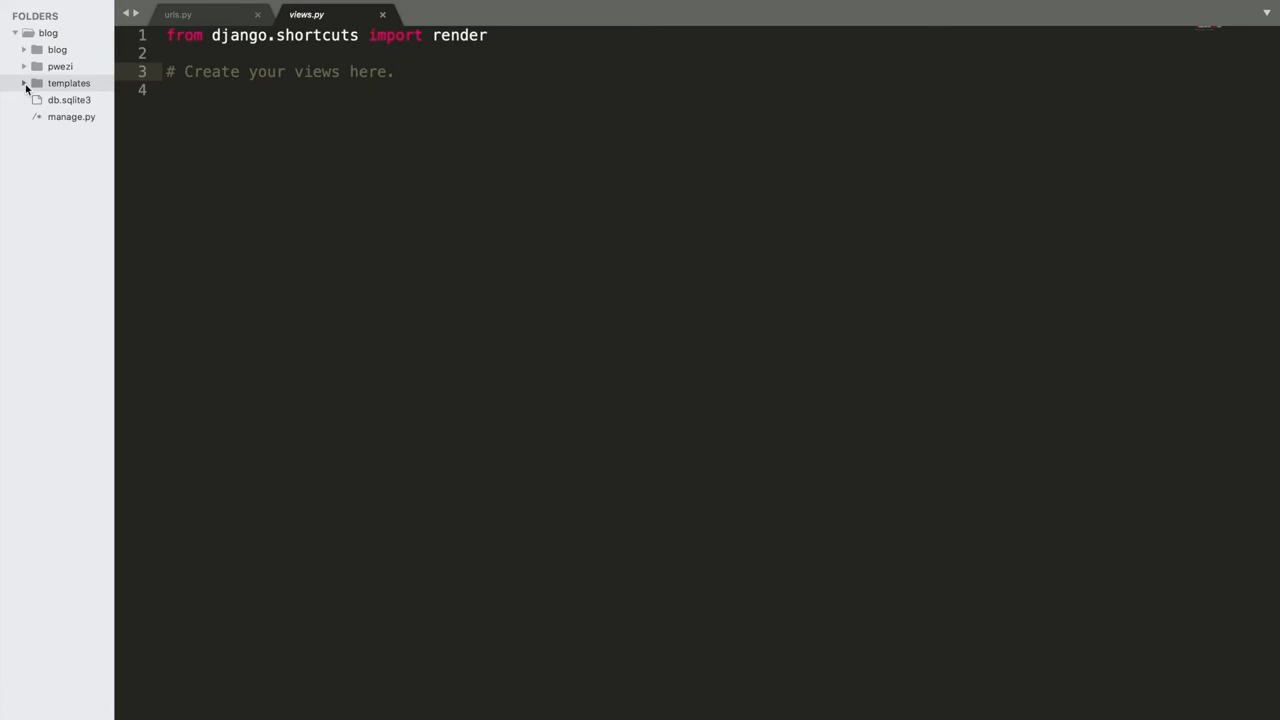 FOLDERS
blog
blog
pwezi
templates
db.sqlite3
/* manage.py
urls.py
views.py
1 from django.shortcuts import render
2
3 # Create your views here.
4